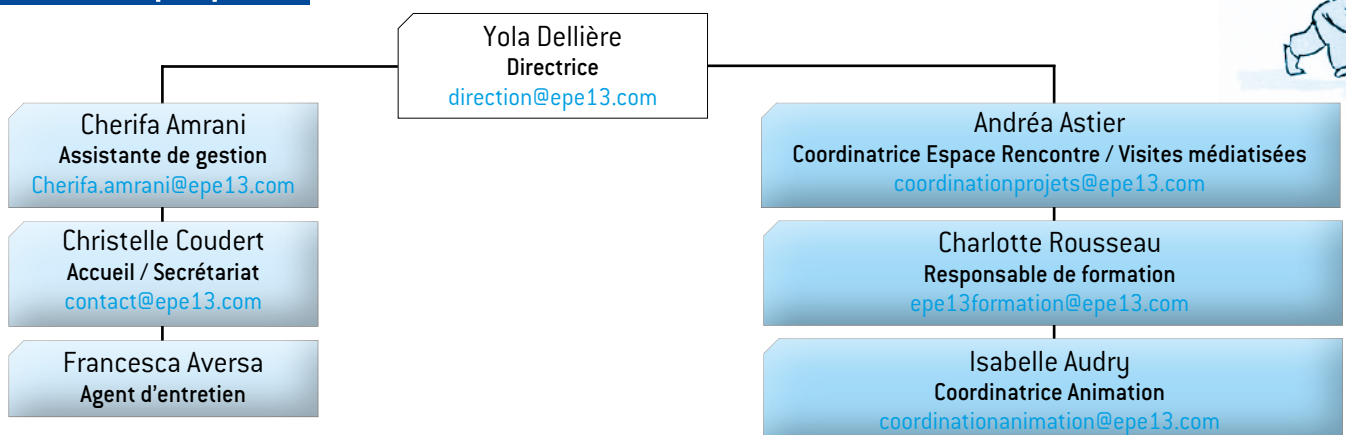 Yola Dellière
Directrice
direction@epe13.com
Cherifa Amrani
Assistante de gestion
Cherifa.amrani@epe13.com
Christelle Coudert
Accueil / Secrétariat
contact@epe13.com
Francesca Aversa
Agent d'entretien
Andréa Astier
Coordinatrice Espace Rencontre / Visites médiatisées
coordinationprojets@epe13.com
Charlotte Rousseau
Responsable de formation
epe13formation@epe13.com
Isabelle Audry
Coordinatrice Animation
coordinationanimation@epe13.com